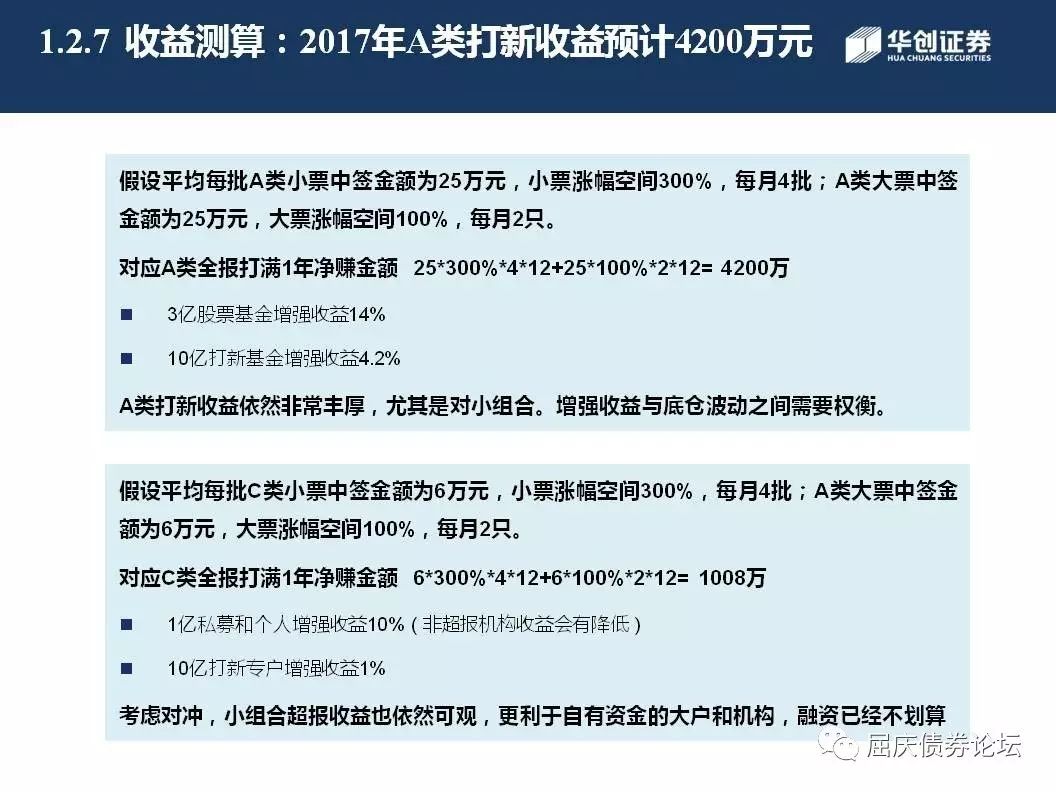 1.2.7 收益测算：2017年A类打新收益预计4200万元
华创证券
HUA CHUANG SECURITIES
假设平均每批A类小票中签金额为25万元，小票涨幅空间300%，每月4批；A类大票中签
金额为25万元，大票涨幅空间100%，每月2只。
对应A类全报打满1年净赚金额 25*300%*4*12+25*100%*2*12= 4200万
■ 3亿股票基金增强收益14%
■ 10亿打新基金增强收益4.2%
A类打新收益依然非常丰厚，尤其是对小组合。增强收益与底仓波动之间需要权衡。
假设平均每批C类小票中签金额为6万元，小票涨幅空间300%，每月4批；A类大票中签金
额为6万元，大票涨幅空间100%，每月2只。
对应C类全报打满1年净赚金额 6*300%*4*12+6*100%*2*12= 1008万
■ 1亿私募和个人增强收益10%（非超报机构收益会有降低）
■ 10亿打新专户增强收益1%
考虑对冲，小组合超报收益也依然可观，更利于自有资金的大户和机构，融资已经不划算
屈庆债券论坛